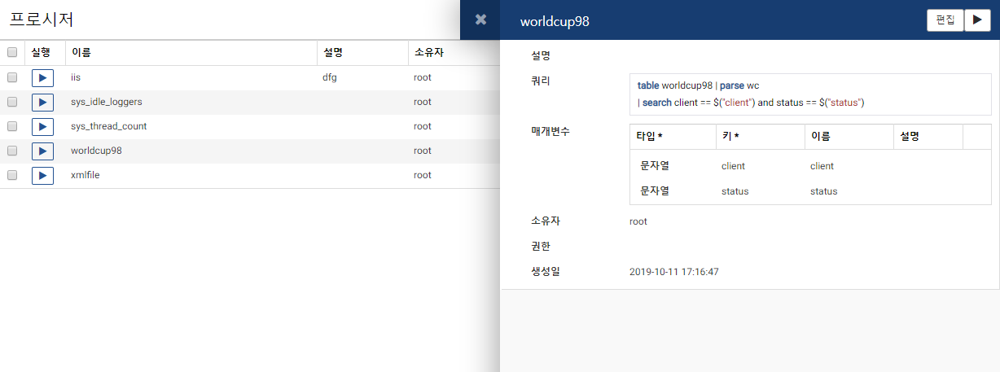 프로시저
실행 이름 설명 소유자
iis dfg root
sys_idle_loggers root
sys_thread_count root
worldcup98 root
xmlfile root
worldcup98 편집
설명
쿼리 table worldcup98 | parse wc
| search client == $("client") and status == $("status")
매개변수 타입 * 키 * 이름 설명
문자열 client client
문자열 status status
소유자 root
권한
생성일 2019-10-11 17:16:47